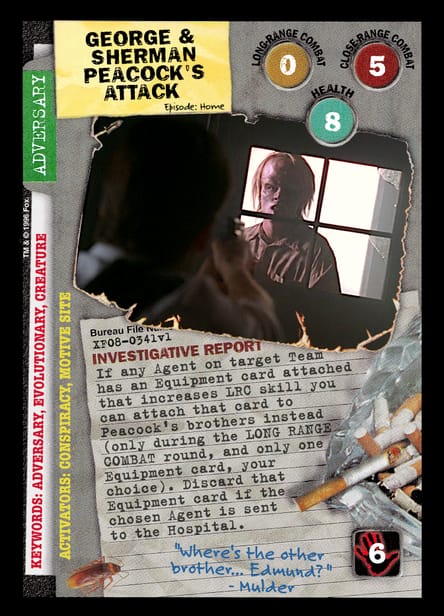 GEORGE &
SHERMAN
PEACOCK'S
ATTACK
Episode: Home
LONG-RANGE COMBAT
0
CLOSE-RANGE COMBAT
5
HEALTH
8
ADVERSARY
TM & © 1996 Fox.
KEYWORDS: ADVERSARY, EVOLUTIONARY, CREATURE
ACTIVATORS: CONSPIRACY, MOTIVE SITE
Bureau File
XF08-0341v1
INVESTIGATIVE REPORT
If any Agent on target Team
has an Equipment card attached
that increases LRC skill you
can attach that card to
Peacock's brothers instead
(only during the LONG RANGE
COMBAT round, and only one
Equipment card, your
choice). Discard that
Equipment card if the
chosen Agent is sent
to the Hospital.
"Where's the other
brother... Edmund?"
- Mulder
6